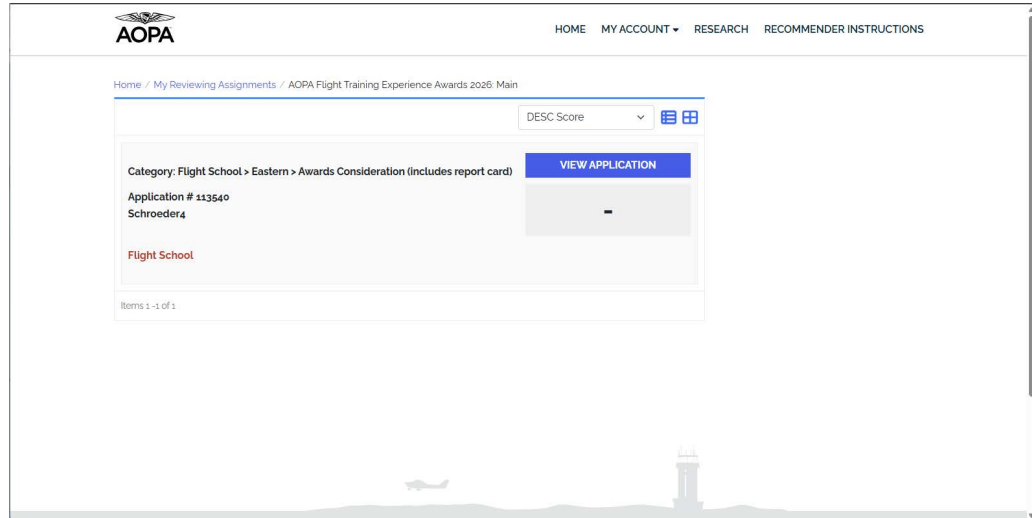 AOPA
HOME MY ACCOUNT RESEARCH RECOMMENDER INSTRUCTIONS
Home / My Reviewing Assignments / AOPA Flight Training Experience Awards 2026: Main
DESC Score
Category: Flight School > Eastern > Awards Consideration (includes report card)
VIEW APPLICATION
Application # 113540
Schroeder4
-
Flight School
Items 1 -1 of 1